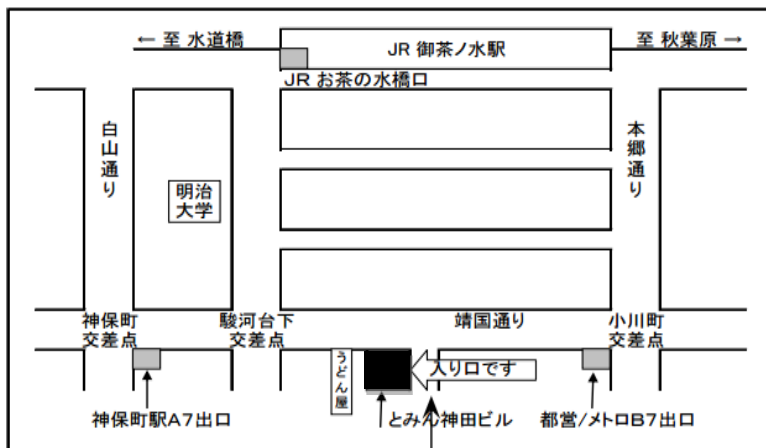 ← 至 水道橋
JR 御茶ノ水駅
至 秋葉原 →
JR お茶の水橋口
白山通り
本郷通り
明治
大学
神保町
交差点
駿河台下
交差点
靖国通り
小川町
交差点
うどん屋
入り口です
神保町駅A7出口
とみん神田ビル
都営/メトロB7出口